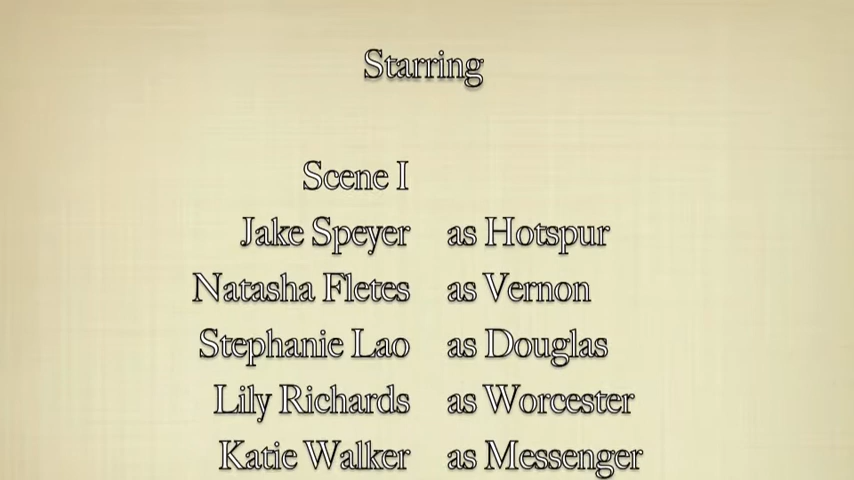 Starring
Scene I
Jake Speyer as Hotspur
Natasha Fletes as Vernon
Stephanie Lao as Douglas
Lily Richards as Worcester
Katie Walker as Messenger